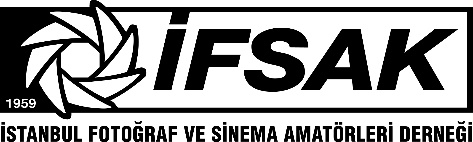 İFSAK
1959
İSTANBUL FOTOĞRAF VE SİNEMA AMATÖRLERİ DERNEĞİ